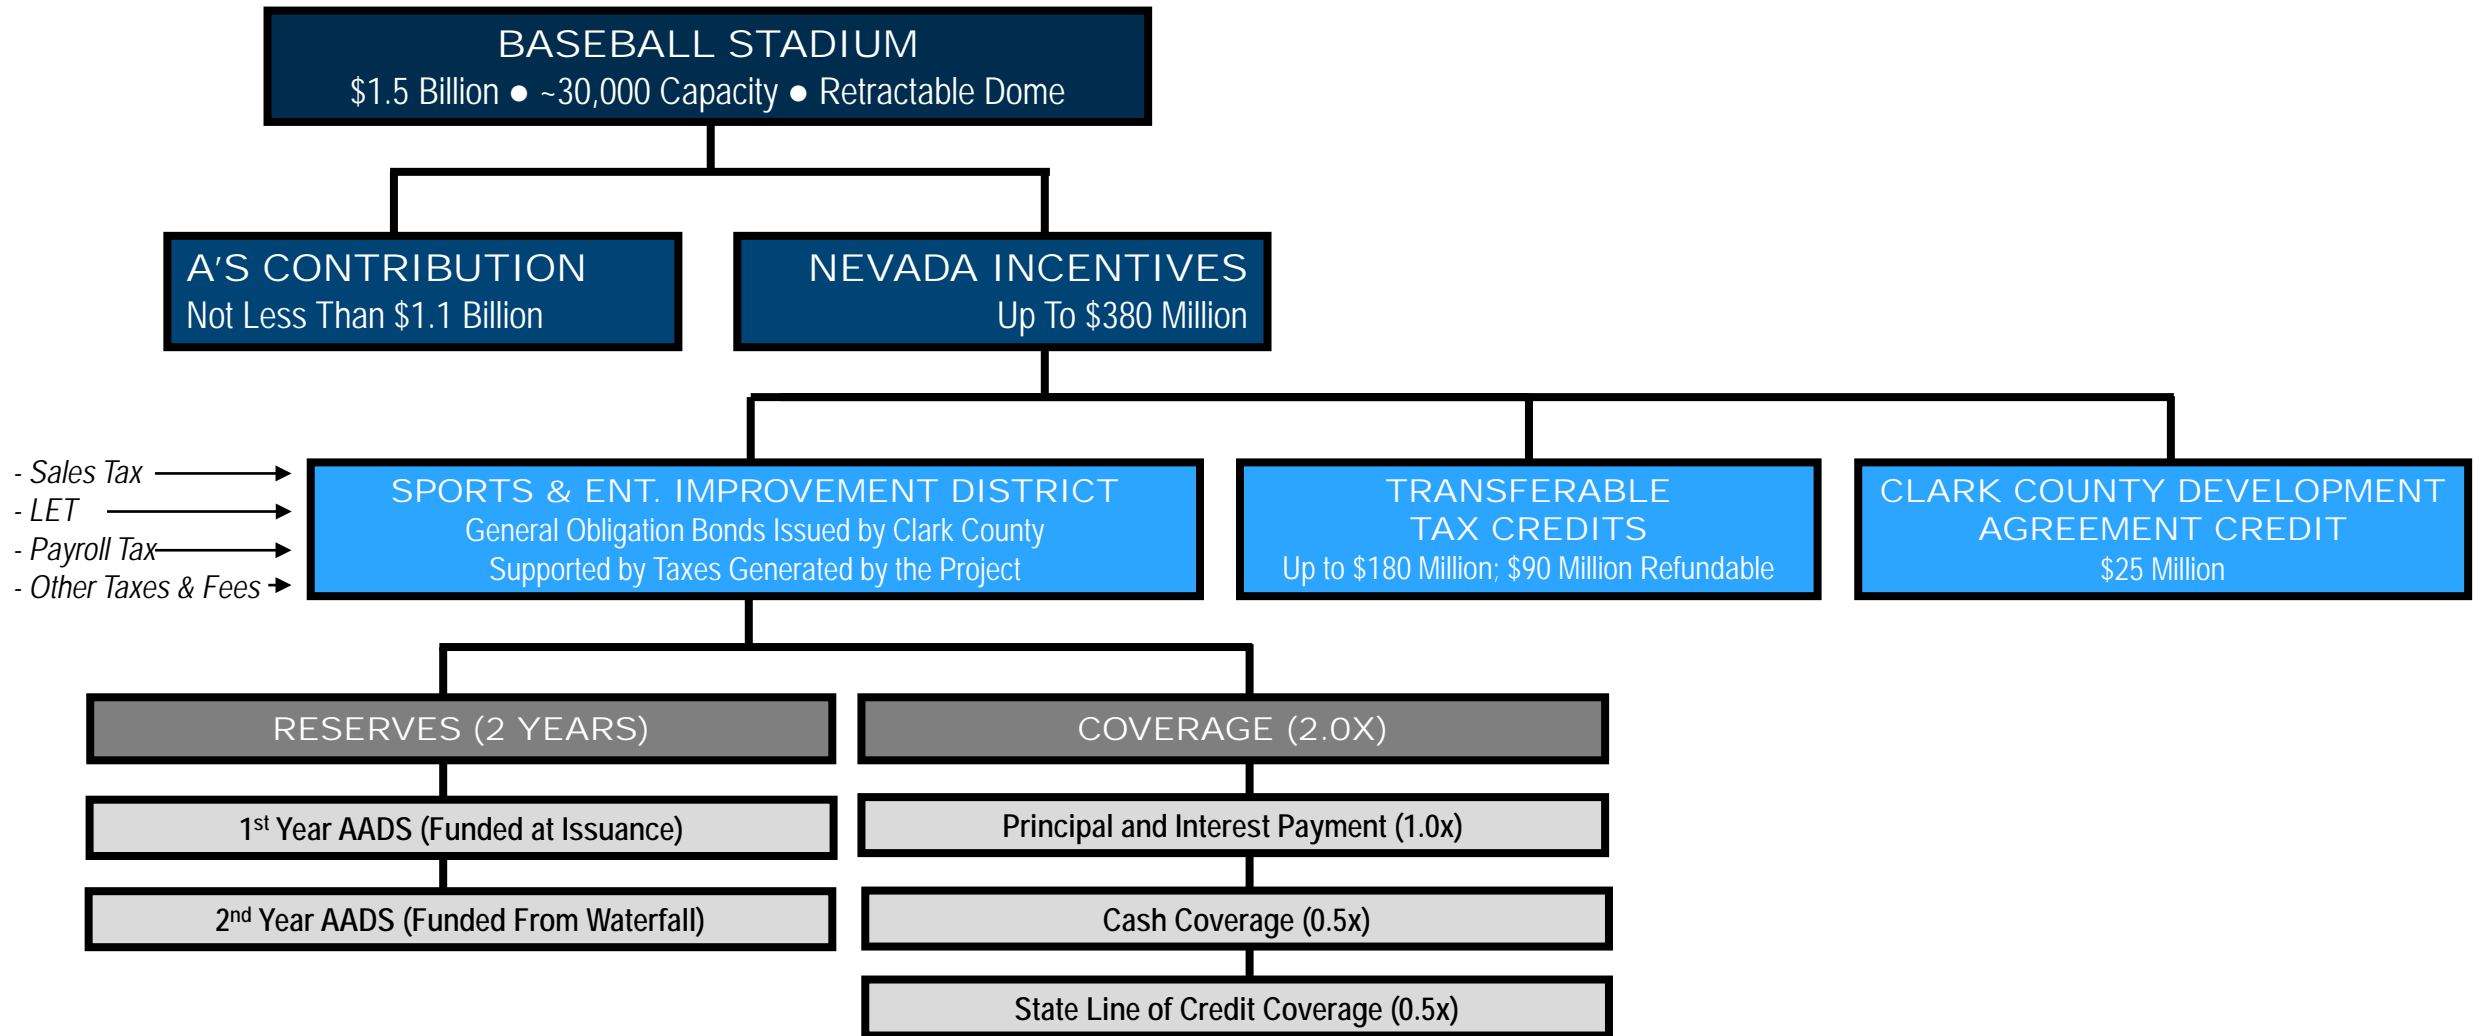 BASEBALL STADIUM
$1.5 Billion ● ~30,000 Capacity ● Retractable Dome
A'S CONTRIBUTION
Not Less Than $1.1 Billion
NEVADA INCENTIVES
Up To $380 Million
- Sales Tax
- LET
- Payroll Tax
- Other Taxes & Fees
SPORTS & ENT. IMPROVEMENT DISTRICT
General Obligation Bonds Issued by Clark County
Supported by Taxes Generated by the Project
TRANSFERABLE
TAX CREDITS
Up to $180 Million; $90 Million Refundable
CLARK COUNTY DEVELOPMENT
AGREEMENT CREDIT
$25 Million
RESERVES (2 YEARS)
1st Year AADS (Funded at Issuance)
2nd Year AADS (Funded From Waterfall)
COVERAGE (2.0X)
Principal and Interest Payment (1.0x)
Cash Coverage (0.5x)
State Line of Credit Coverage (0.5x)